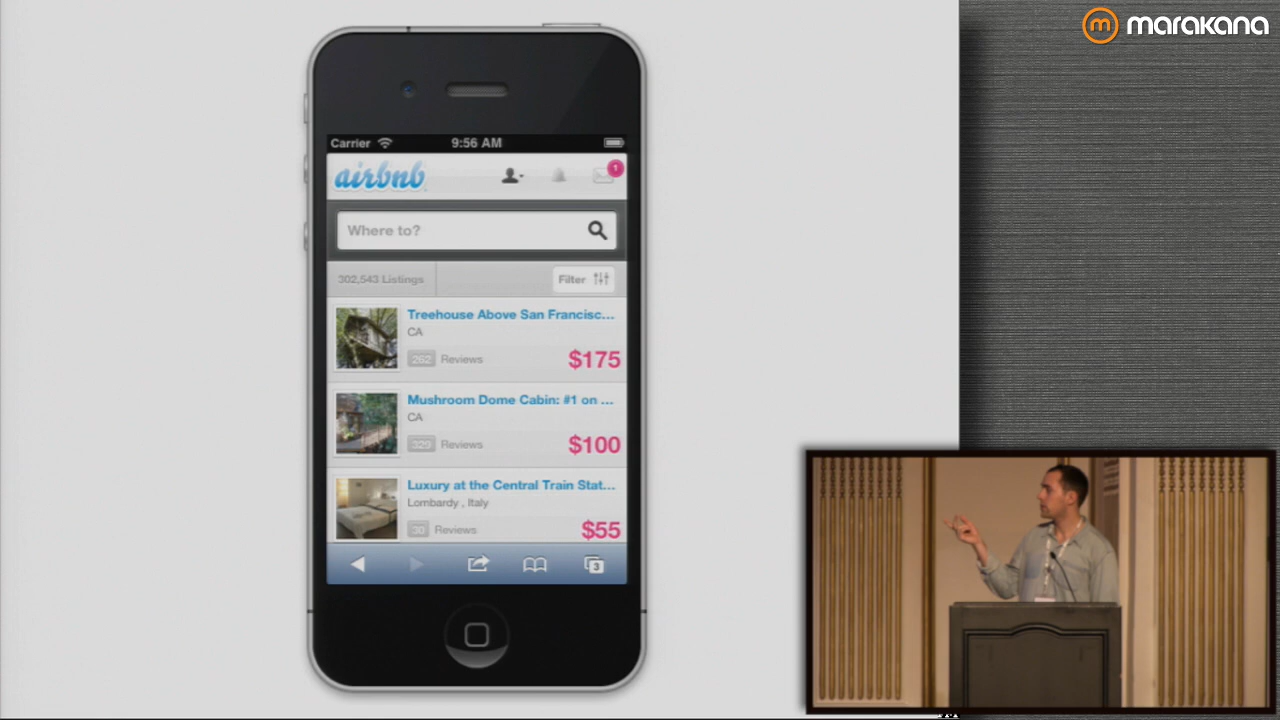 marakana
Carrier 9:56 AM
airbnb 1
Where to?
302,543 Listings Filter
Treehouse Above San Francisc...
CA
262 Reviews $175
Mushroom Dome Cabin: #1 on ...
CA
329 Reviews $100
Luxury at the Central Train Stat...
Lombardy , Italy
30 Reviews $55
3